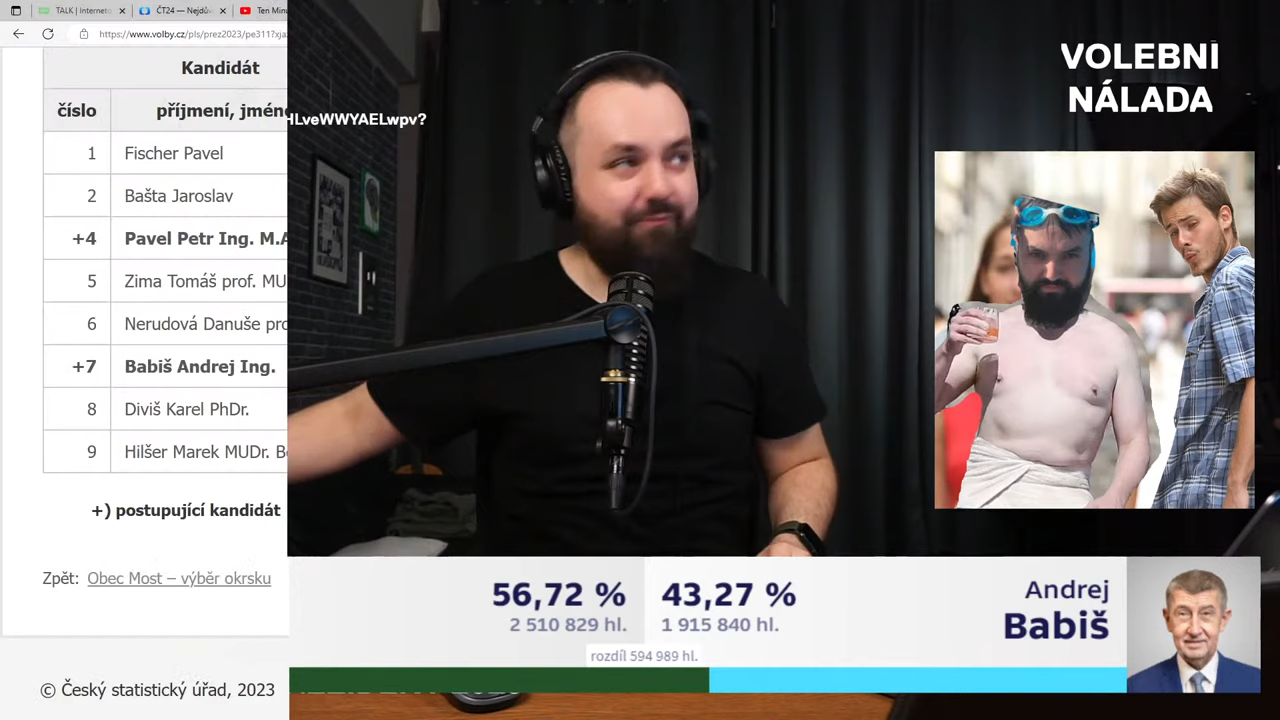 TALK | Interneto
ČT24 — Nejdův
Ten Minu
https://www.volby.cz/pls/prez2023/pe311?xjaz
Kandidát
číslo příjmení, jméno
1 Fischer Pavel
2 Bašta Jaroslav
+4 Pavel Petr Ing. M.A
5 Zima Tomáš prof. MU
6 Nerudová Danuše pro
+7 Babiš Andrej Ing.
8 Diviš Karel PhDr.
9 Hilšer Marek MUDr. B
+) postupující kandidát
Zpět: Obec Most – výběr okrsku
© Český statistický úřad, 2023
HLveWWYAELwpv?
VOLEBNÍ
NÁLADA
56,72 % 43,27 %
2 510 829 hl. 1 915 840 hl.
rozdíl 594 989 hl.
Andrej
Babiš